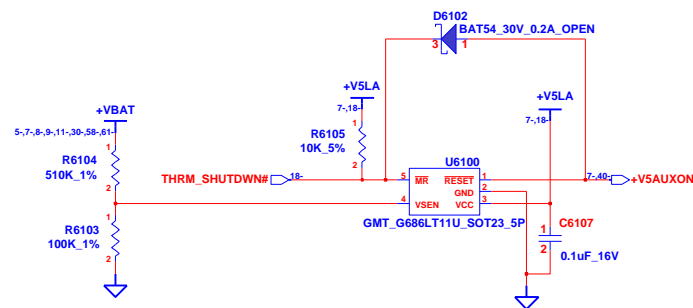 D6102
BAT54_30V_0.2A_OPEN
3
1
+V5LA
7-,18-
+V5LA
7-,18-
+VBAT
5-,7-,8-,9-,11-,30-,58-,61-
1
R6104
510K_1%
2
1
R6105
10K_5%
2
U6100
THRM_SHUTDWN#
18-
5
MR
RESET
1
7-,40-
+V5AUXON
GND
2
4
VSEN
VCC
3
GMT_G686LT11U_SOT23_5P
1
R6103
100K_1%
2
C6107
1
2
0.1uF_16V